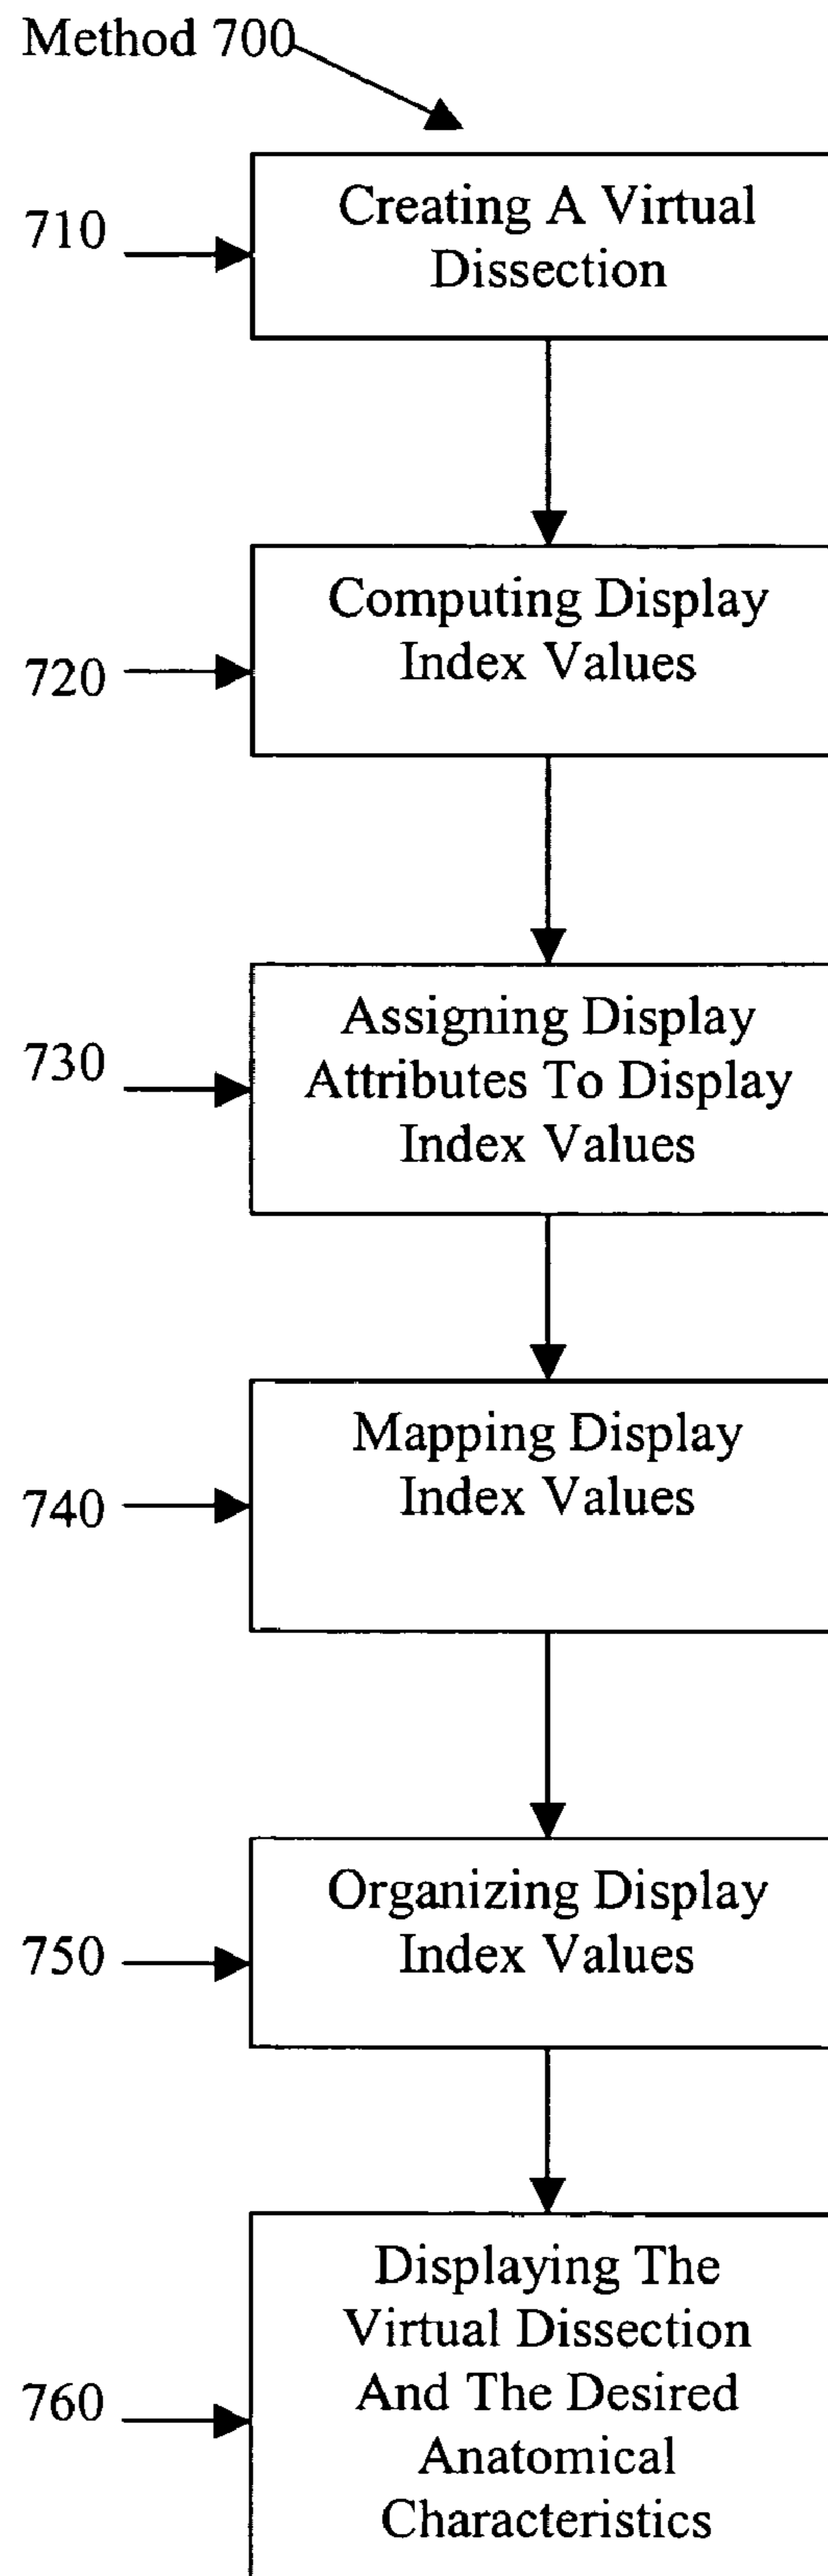 Method 700
710
Creating A Virtual
Dissection
720
Computing Display
Index Values
730
Assigning Display
Attributes To Display
Index Values
740
Mapping Display
Index Values
750
Organizing Display
Index Values
760
Displaying The
Virtual Dissection
And The Desired
Anatomical
Characteristics